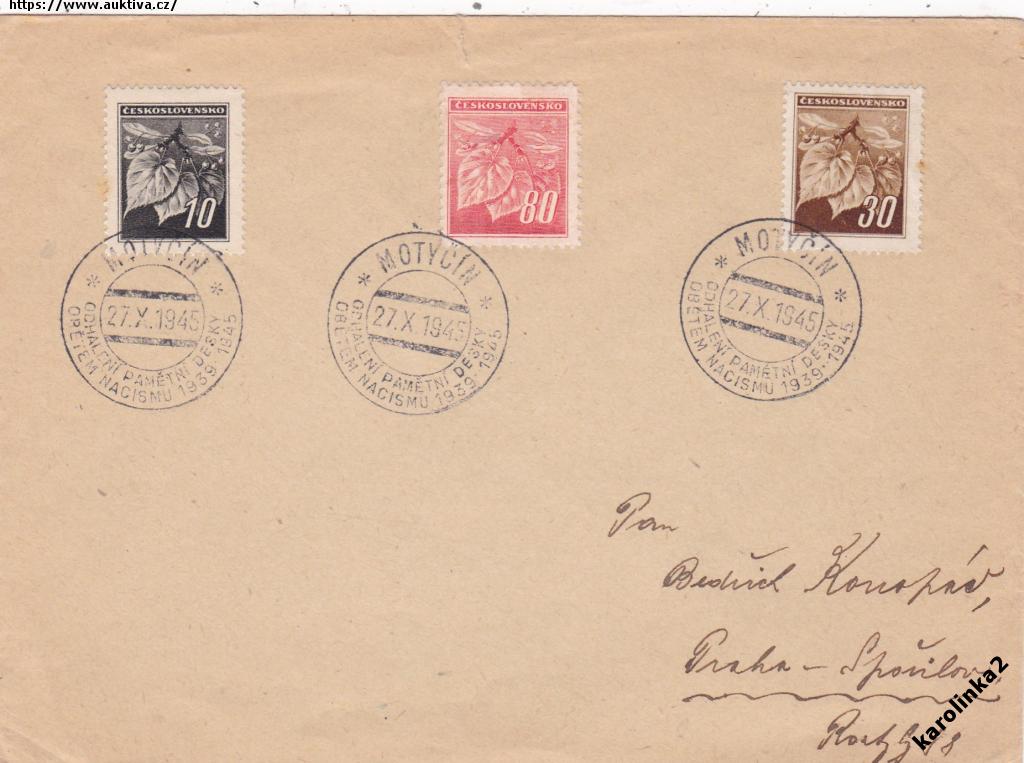 https://www.auktiva.cz/
ČESKOSLOVENSKO
10
ČESKOSLOVENSKO
80
ČESKOSLOVENSKO
30
* MOTYČÍN *
27.X.1945
ODHALENÍ PAMĚTNÍ DESKY
OBĚTEM NACISMU 1939-1945
* MOTYČÍN *
27.X.1945
ODHALENÍ PAMĚTNÍ DESKY
OBĚTEM NACISMU 1939-1945
* MOTYČÍN *
27.X.1945
ODHALENÍ PAMĚTNÍ DESKY
OBĚTEM NACISMU 1939-1945
Pan
Bedřich Konopáč,
Praha – Spořilov
karolinka2